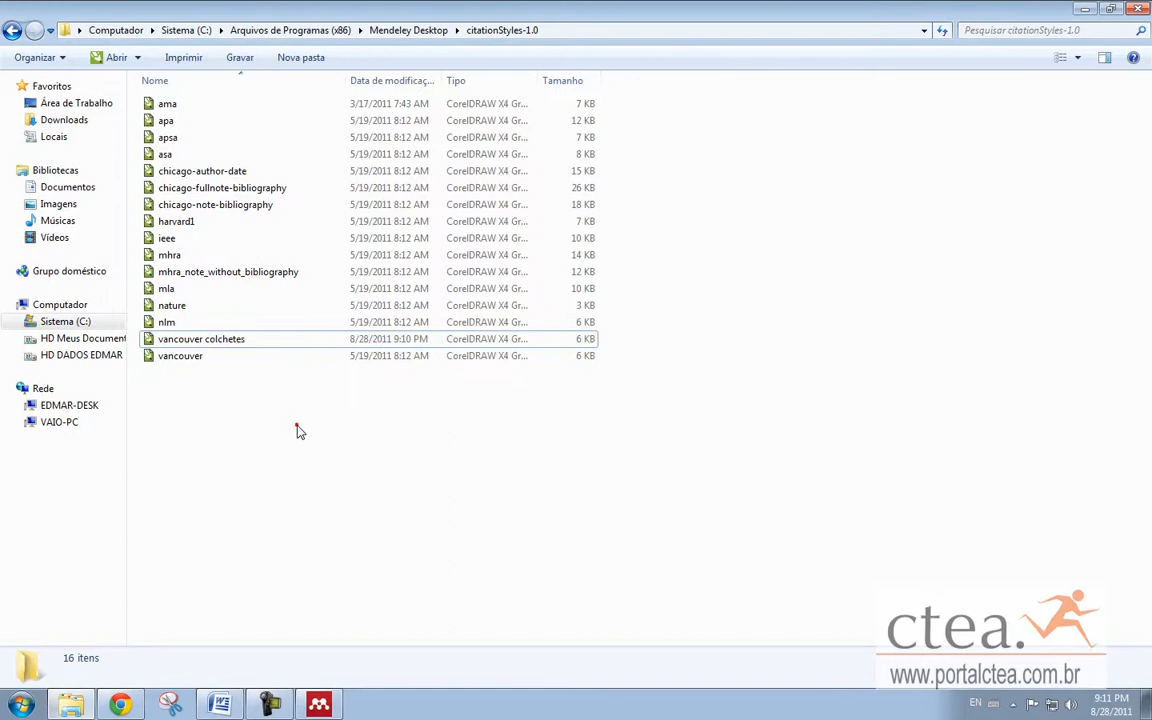 Computador ▸ Sistema (C:) ▸ Arquivos de Programas (x86) ▸ Mendeley Desktop ▸ citationStyles-1.0
Pesquisar citationStyles-1.0
Organizar Abrir Imprimir Gravar Nova pasta
Nome Data de modificaç... Tipo Tamanho
Favoritos
Área de Trabalho
Downloads
Locais
Bibliotecas
Documentos
Imagens
Músicas
Vídeos
Grupo doméstico
Computador
Sistema (C:)
HD Meus Document
HD DADOS EDMAR
Rede
EDMAR-DESK
VAIO-PC
ama 3/17/2011 7:43 AM CorelDRAW X4 Gr... 7 KB
apa 5/19/2011 8:12 AM CorelDRAW X4 Gr... 12 KB
apsa 5/19/2011 8:12 AM CorelDRAW X4 Gr... 7 KB
asa 5/19/2011 8:12 AM CorelDRAW X4 Gr... 8 KB
chicago-author-date 5/19/2011 8:12 AM CorelDRAW X4 Gr... 15 KB
chicago-fullnote-bibliography 5/19/2011 8:12 AM CorelDRAW X4 Gr... 26 KB
chicago-note-bibliography 5/19/2011 8:12 AM CorelDRAW X4 Gr... 18 KB
harvard1 5/19/2011 8:12 AM CorelDRAW X4 Gr... 7 KB
ieee 5/19/2011 8:12 AM CorelDRAW X4 Gr... 10 KB
mhra 5/19/2011 8:12 AM CorelDRAW X4 Gr... 14 KB
mhra_note_without_bibliography 5/19/2011 8:12 AM CorelDRAW X4 Gr... 12 KB
mla 5/19/2011 8:12 AM CorelDRAW X4 Gr... 10 KB
nature 5/19/2011 8:12 AM CorelDRAW X4 Gr... 3 KB
nlm 5/19/2011 8:12 AM CorelDRAW X4 Gr... 6 KB
vancouver colchetes 8/28/2011 9:10 PM CorelDRAW X4 Gr... 6 KB
vancouver 5/19/2011 8:12 AM CorelDRAW X4 Gr... 6 KB
16 itens
ctea.
www.portalctea.com.br
EN
9:11 PM
8/28/2011